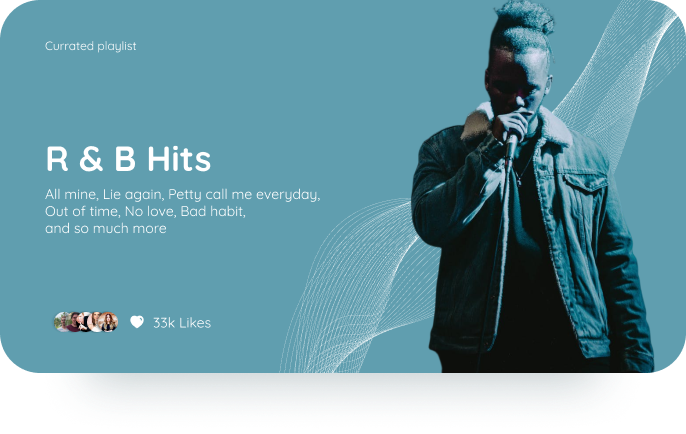 Currated playlist
R & B Hits
All mine, Lie again, Petty call me everyday,
Out of time, No love, Bad habit,
and so much more
33k Likes